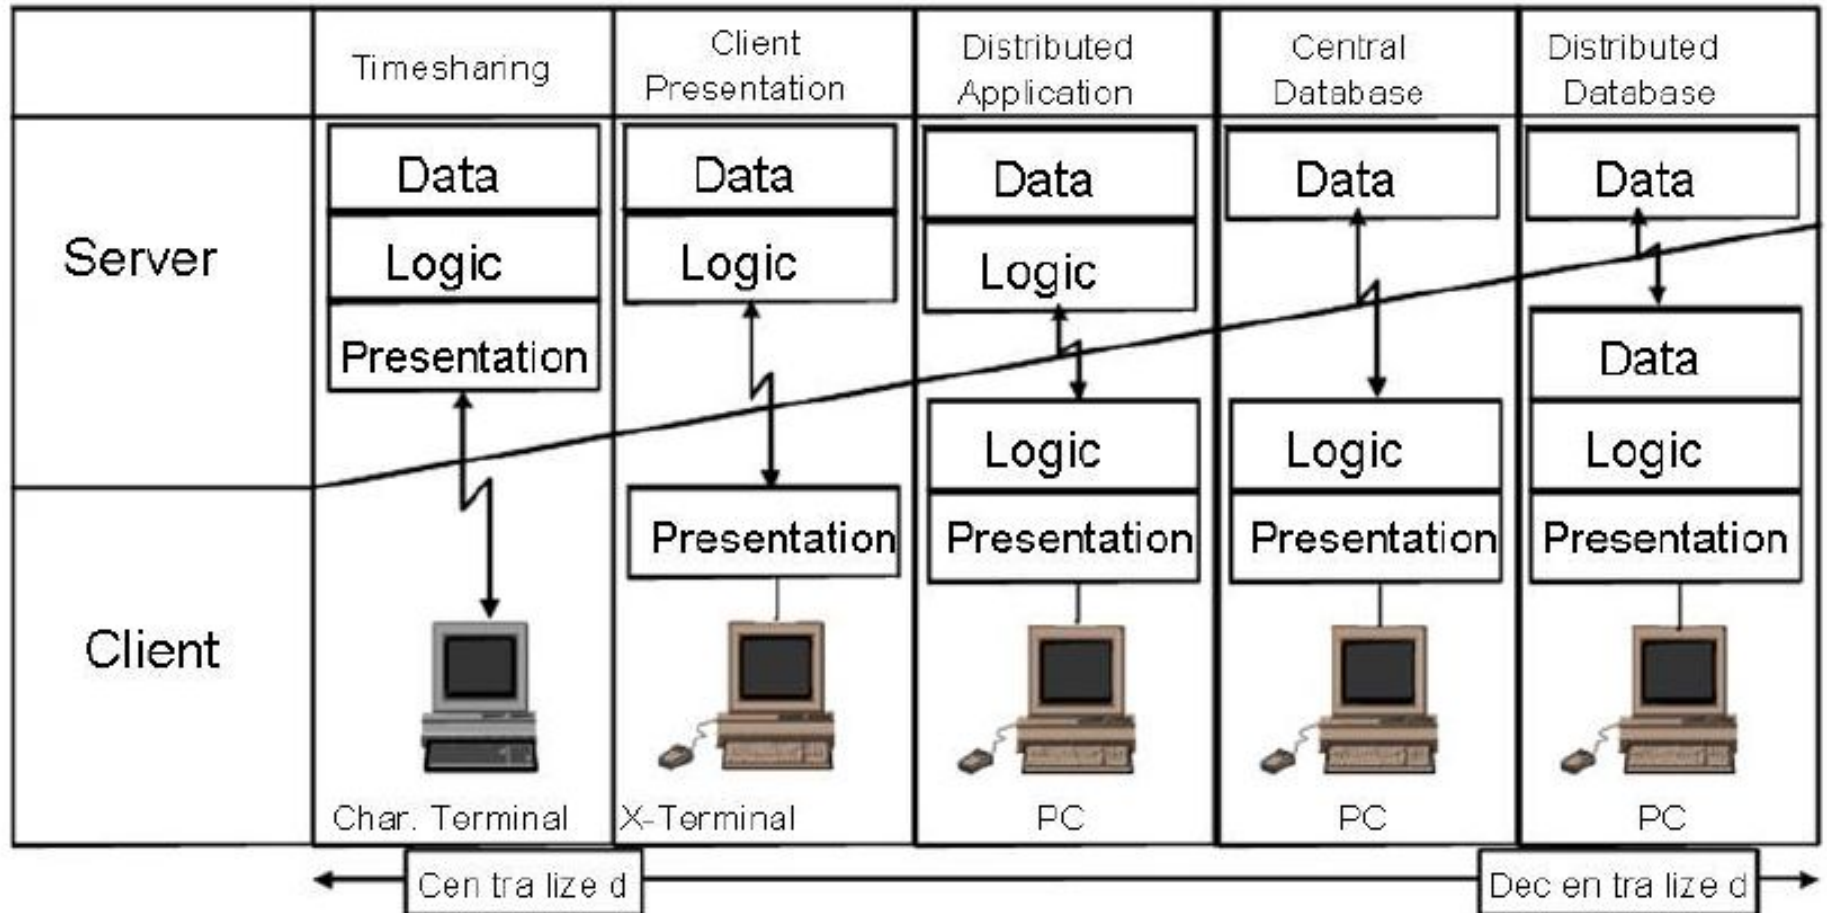 Timesharing
Client
Presentation
Distributed
Application
Central
Database
Distributed
Database
Server
Data
Logic
Presentation
Data
Logic
Data
Logic
Data
Data
Client
Presentation
Logic
Presentation
Logic
Presentation
Data
Logic
Presentation
Char. Terminal
X-Terminal
PC
PC
PC
Cen tra lize d
Dec en tra lize d